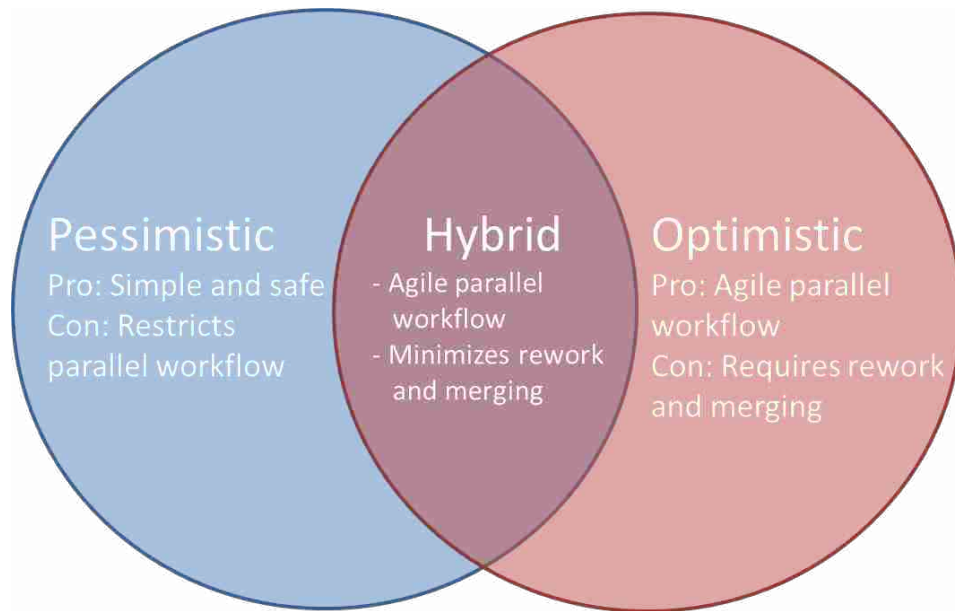 Pessimistic
Pro: Simple and safe
Con: Restricts
parallel workflow
Hybrid
- Agile parallel
workflow
- Minimizes rework
and merging
Optimistic
Pro: Agile parallel
workflow
Con: Requires rework
and merging